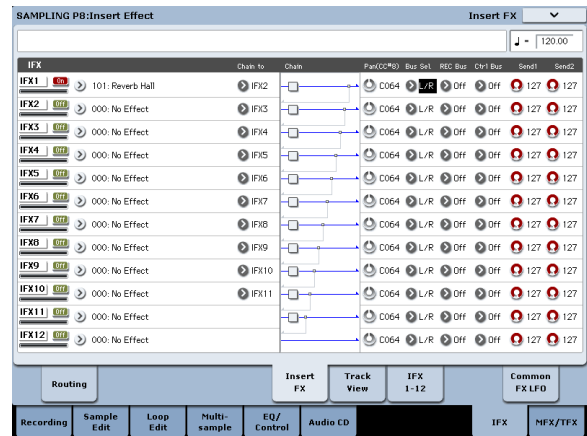 SAMPLING P8:Insert Effect Insert FX
♩ = 120.00
IFX Chain to Chain Pan(CC#8) Bus Sel. REC Bus Ctrl Bus Send1 Send2
IFX1 On 101: Reverb Hall IFX2 C064 L/R Off Off 127 127
IFX2 Off 000: No Effect IFX3 C064 L/R Off Off 127 127
IFX3 Off 000: No Effect IFX4 C064 L/R Off Off 127 127
IFX4 Off 000: No Effect IFX5 C064 L/R Off Off 127 127
IFX5 Off 000: No Effect IFX6 C064 L/R Off Off 127 127
IFX6 Off 000: No Effect IFX7 C064 L/R Off Off 127 127
IFX7 Off 000: No Effect IFX8 C064 L/R Off Off 127 127
IFX8 Off 000: No Effect IFX9 C064 L/R Off Off 127 127
IFX9 Off 000: No Effect IFX10 C064 L/R Off Off 127 127
IFX10 Off 000: No Effect IFX11 C064 L/R Off Off 127 127
IFX11 Off 000: No Effect C064 L/R Off Off 127 127
IFX12 Off 000: No Effect C064 L/R Off Off 127 127
Routing
Insert
FX
Track
View
IFX
1-12
Common
FX LFO
Recording
Sample
Edit
Loop
Edit
Multi-
sample
EQ/
Control
Audio CD
IFX
MFX/TFX